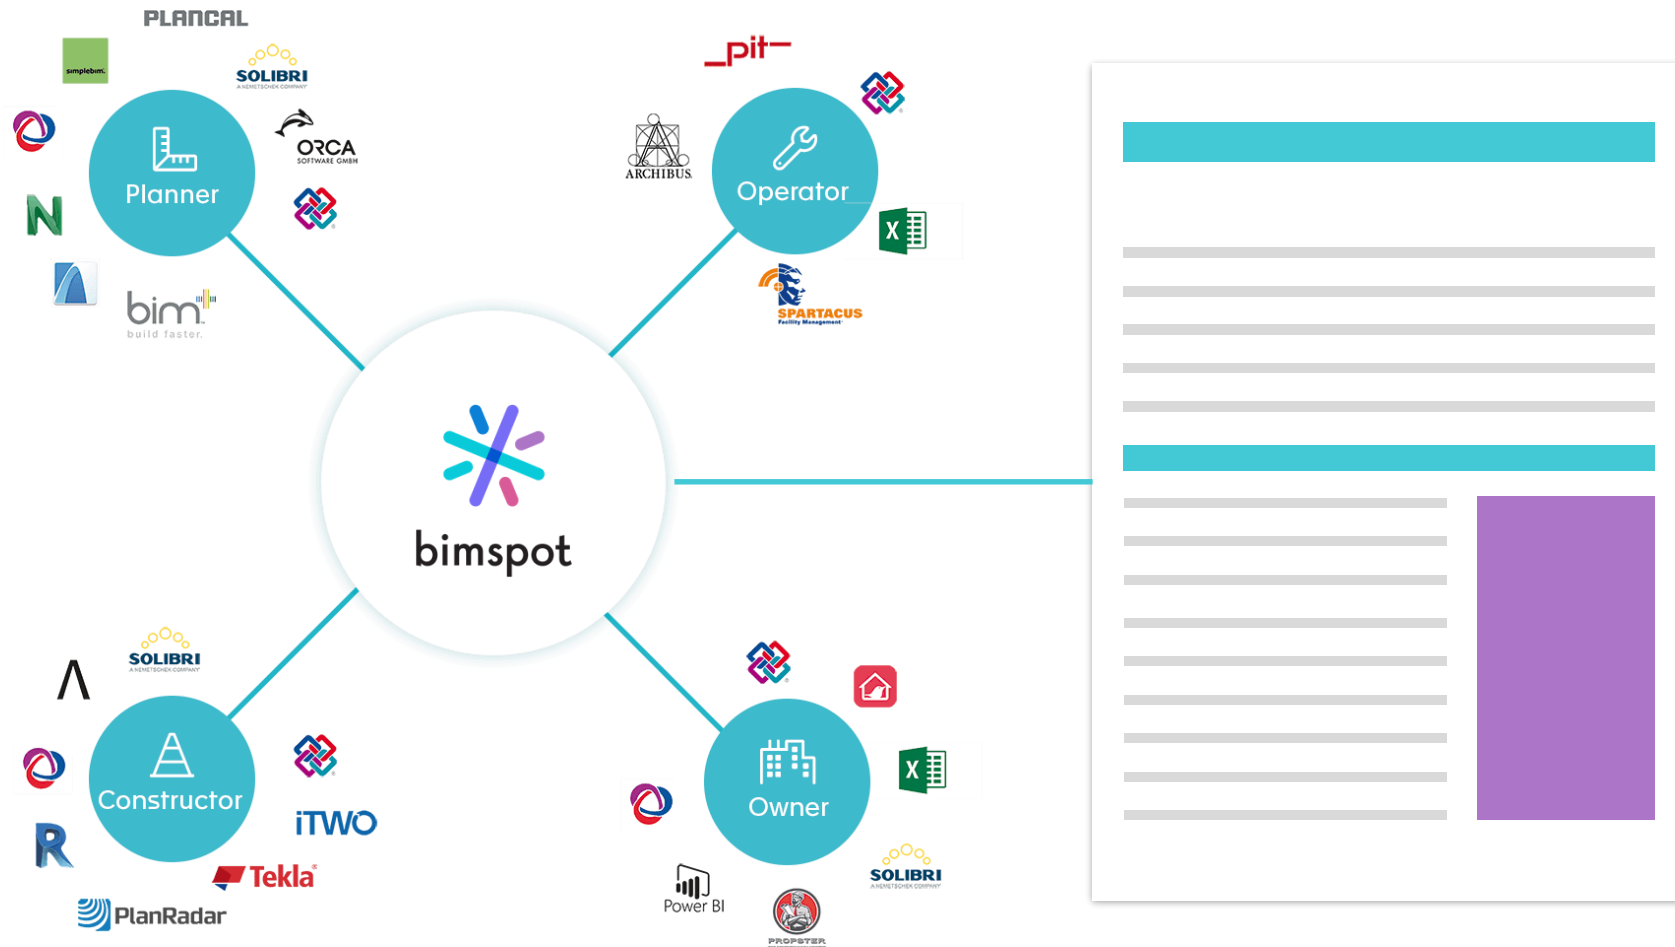 PLANCAL
simplebim.
SOLIBRI
A NEMETSCHEK COMPANY
ORCA
SOFTWARE GMBH
Planner
N
bim+
build faster.
_pit
ARCHIBUS
Operator
X
SPARTACUS
Facility Management
bimspot
SOLIBRI
A NEMETSCHEK COMPANY
Constructor
R
iTWO
Tekla
PlanRadar
Owner
X
SOLIBRI
A NEMETSCHEK COMPANY
Power BI
PROPSTER